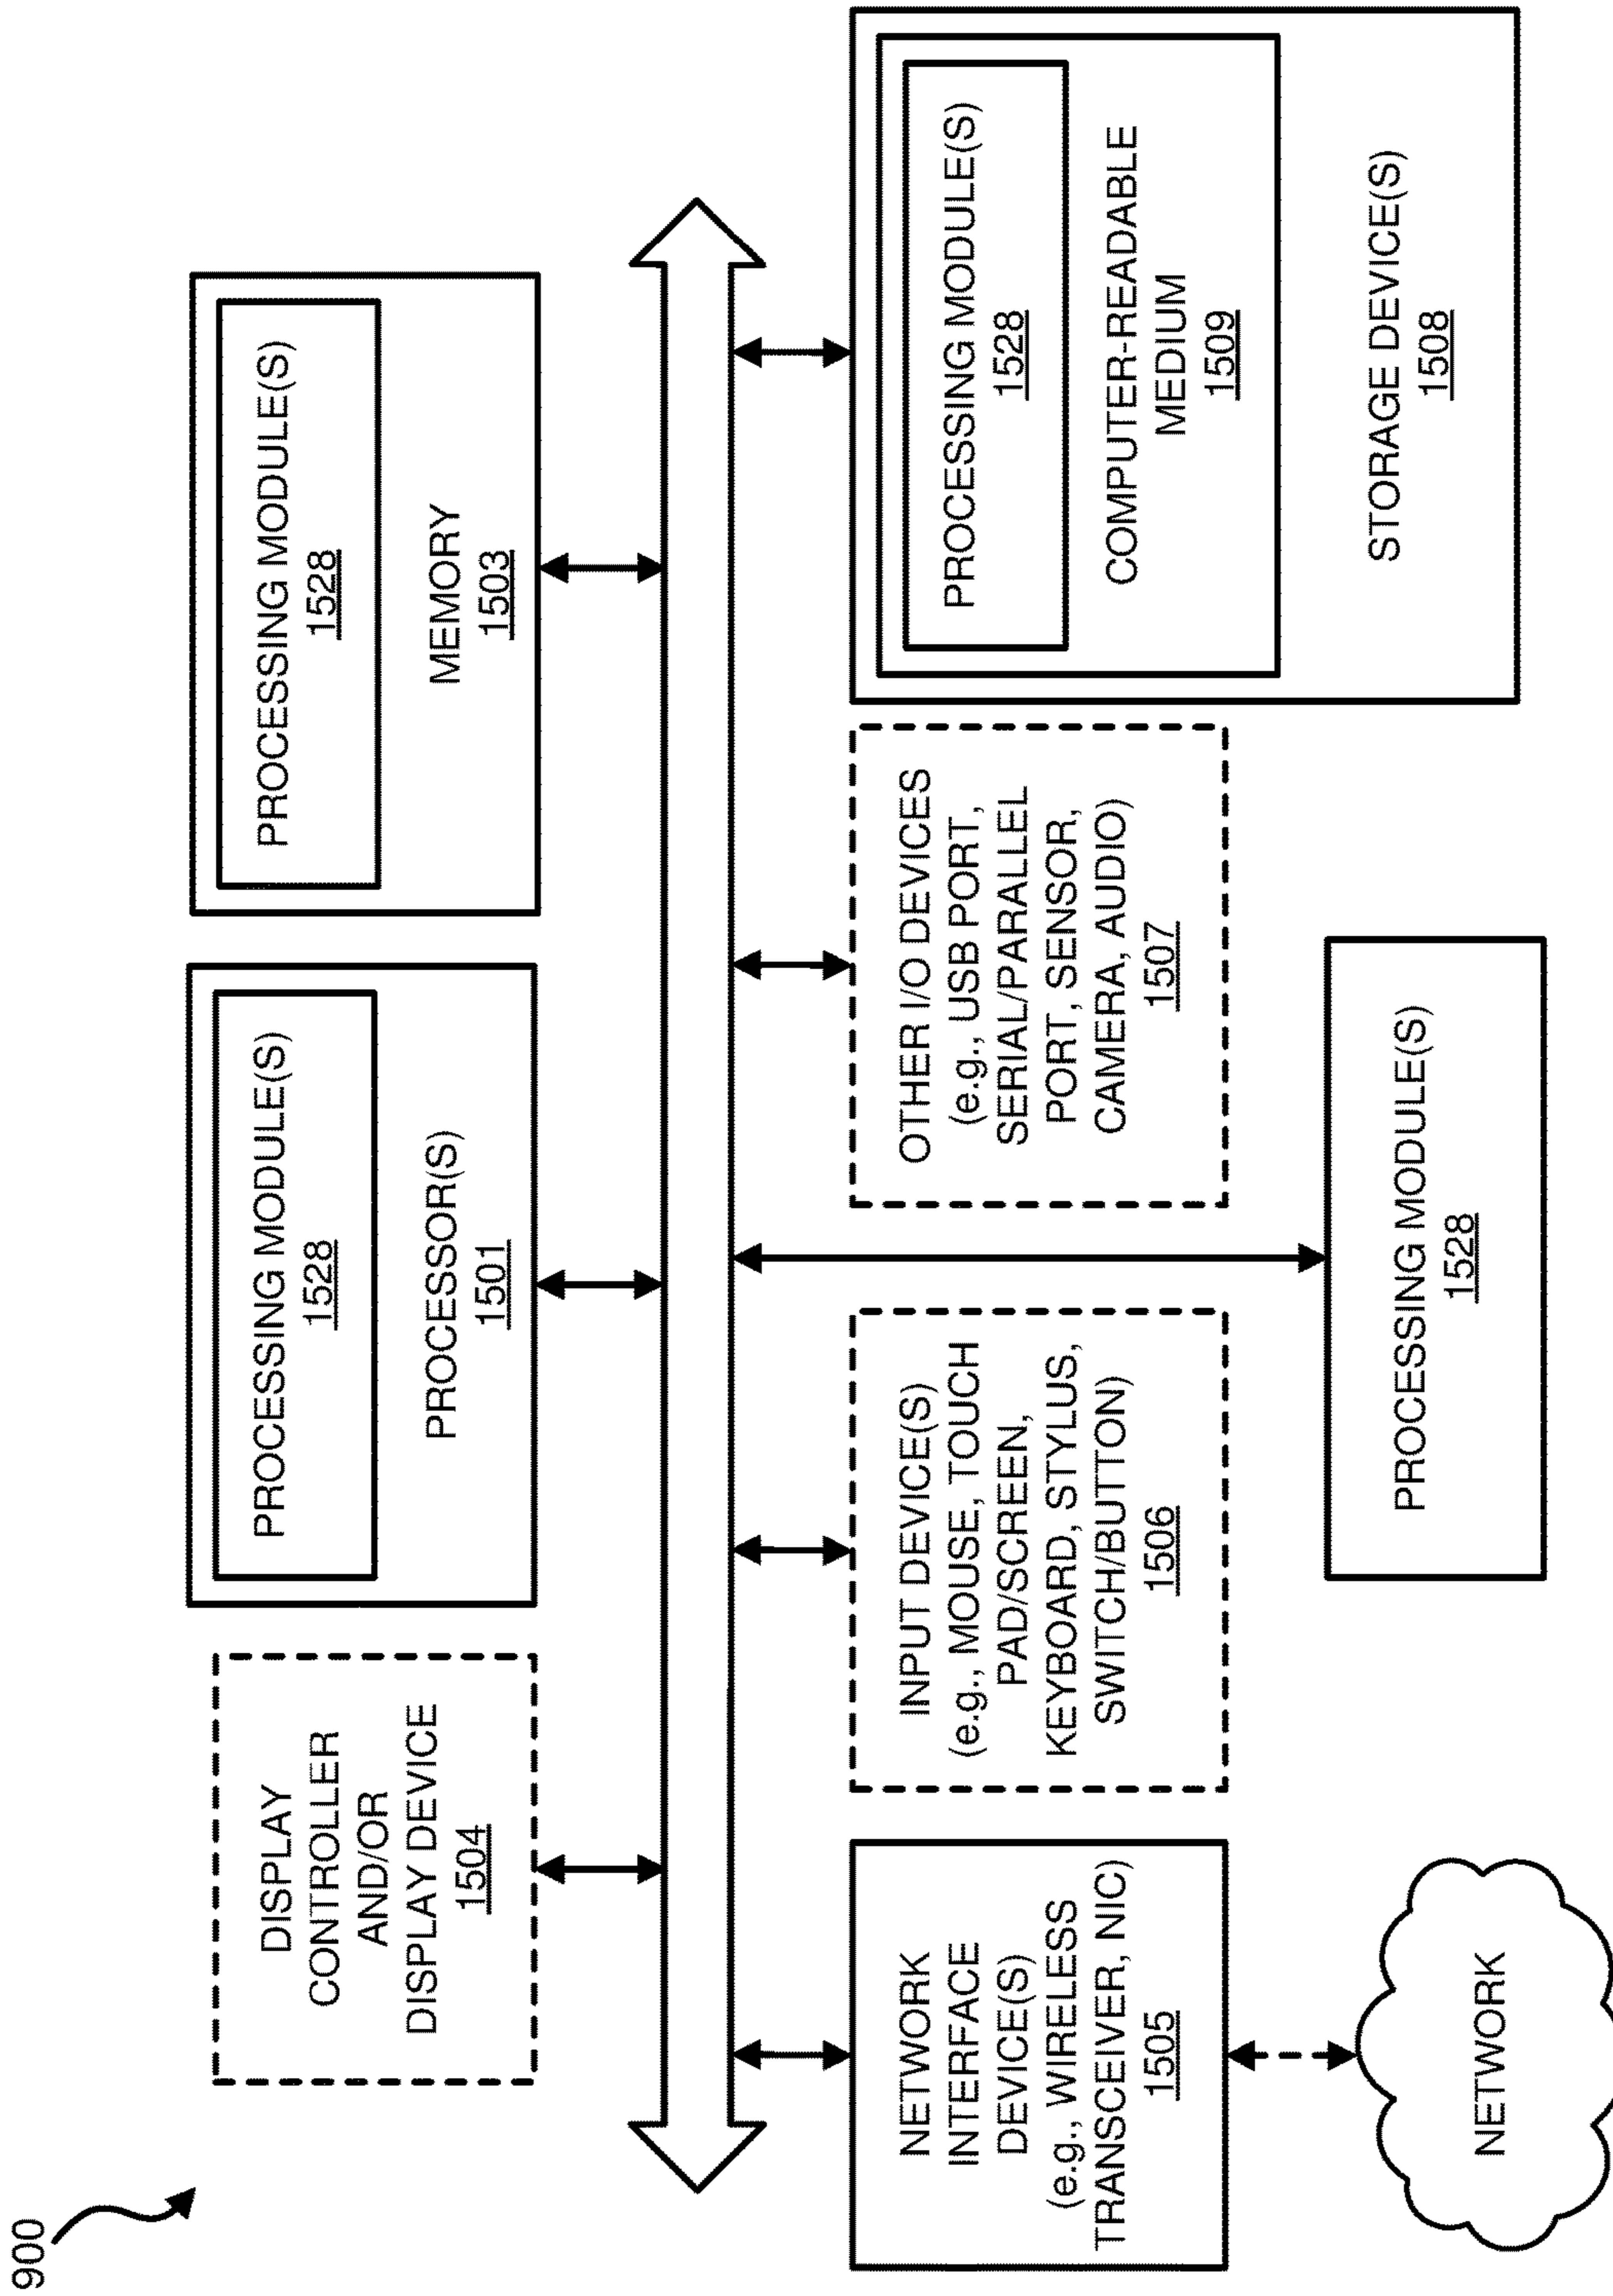 900
DISPLAY
CONTROLLER
AND/OR
DISPLAY DEVICE
1504
PROCESSING MODULE(S)
1528
PROCESSOR(S)
1501
PROCESSING MODULE(S)
1528
MEMORY
1503
NETWORK
INTERFACE
DEVICE(S)
(e.g., WIRELESS
TRANSCEIVER, NIC)
1505
INPUT DEVICE(S)
(e.g., MOUSE, TOUCH
PAD/SCREEN,
KEYBOARD, STYLUS,
SWITCH/BUTTON)
1506
OTHER I/O DEVICES
(e.g., USB PORT,
SERIAL/PARALLEL
PORT, SENSOR,
CAMERA, AUDIO)
1507
PROCESSING MODULE(S)
1528
COMPUTER-READABLE
MEDIUM
1509
STORAGE DEVICE(S)
1508
NETWORK
PROCESSING MODULE(S)
1528